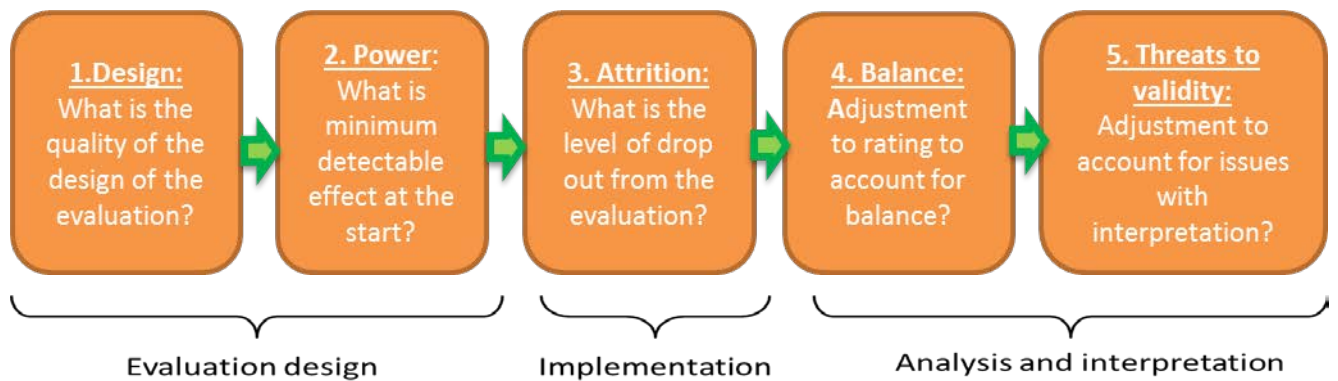 1.Design:
What is the
quality of the
design of the
evaluation?
2. Power:
What is
minimum
detectable
effect at the
start?
3. Attrition:
What is the
level of drop
out from the
evaluation?
4. Balance:
Adjustment
to rating to
account for
balance?
5. Threats to
validity:
Adjustment to
account for issues
with
interpretation?
Evaluation design
Implementation
Analysis and interpretation